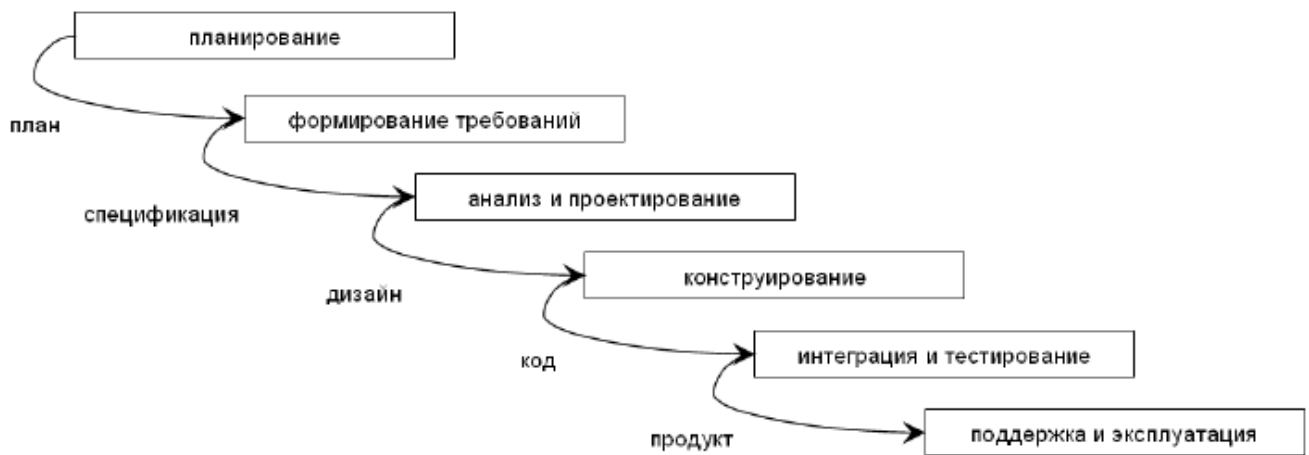 планирование
план
формирование требований
спецификация
анализ и проектирование
дизайн
конструирование
код
интеграция и тестирование
продукт
поддержка и эксплуатация